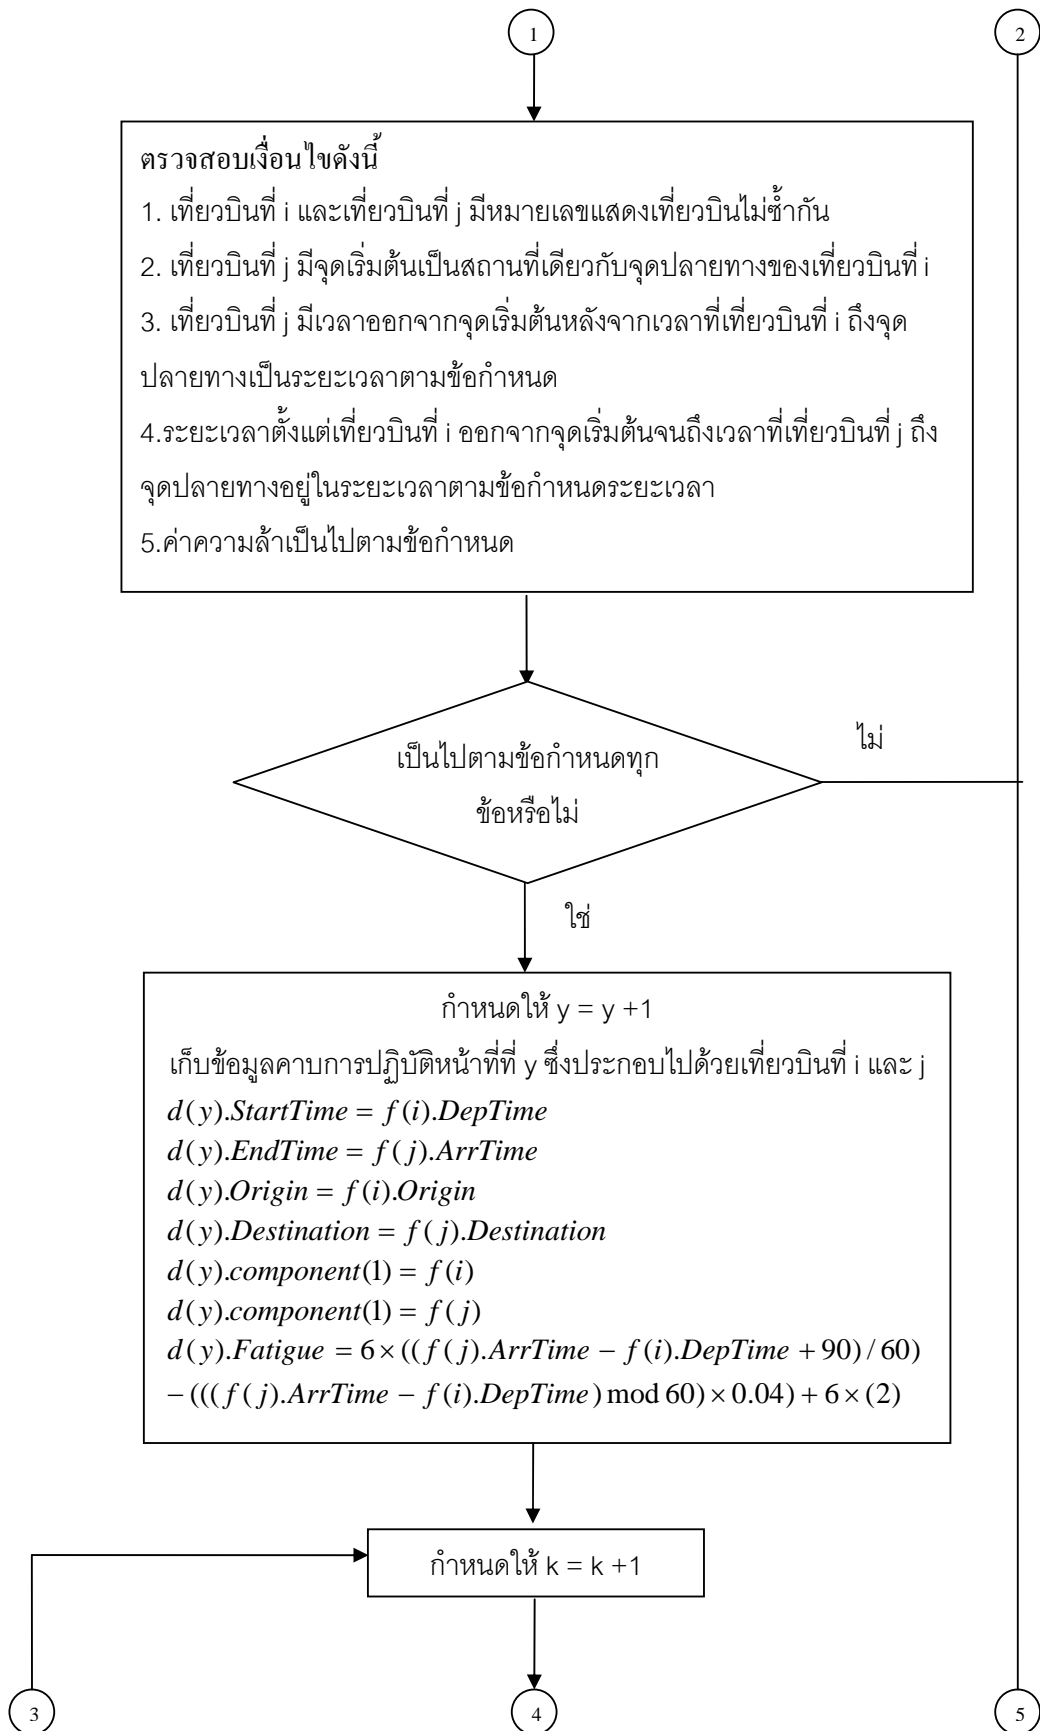 1
2
ตรวจสอบเงื่อนไขดังนี้
1. เที่ยวบินที่ i และเที่ยวบินที่ j มีหมายเลขแสดงเที่ยวบินไม่ซ้ำกัน
2. เที่ยวบินที่ j มีจุดเริ่มต้นเป็นสถานที่เดียวกับจุดปลายทางของเที่ยวบินที่ i
3. เที่ยวบินที่ j มีเวลาออกจากจุดเริ่มต้นหลังจากเวลาที่เที่ยวบินที่ i ถึงจุด
ปลายทางเป็นระยะเวลาตามข้อกำหนด
4.ระยะเวลาตั้งแต่เที่ยวบินที่ i ออกจากจุดเริ่มต้นจนถึงเวลาที่เที่ยวบินที่ j ถึง
จุดปลายทางอยู่ในระยะเวลาตามข้อกำหนดระยะเวลา
5.ค่าความล้าเป็นไปตามข้อกำหนด
ไม่
เป็นไปตามข้อกำหนดทุก
ข้อหรือไม่
ใช่
กำหนดให้ y = y +1
เก็บข้อมูลคาบการปฏิบัติหน้าที่ที่ y ซึ่งประกอบไปด้วยเที่ยวบินที่ i และ j
d(y).StartTime = f(i).DepTime
d(y).EndTime = f(j).ArrTime
d(y).Origin = f(i).Origin
d(y).Destination = f(j).Destination
d(y).component(1) = f(i)
d(y).component(1) = f(j)
d(y).Fatigue = 6×((f(j).ArrTime − f(i).DepTime + 90)/60)
−(((f(j).ArrTime − f(i).DepTime) mod 60)×0.04) + 6×(2)
กำหนดให้ k = k +1
3
4
5